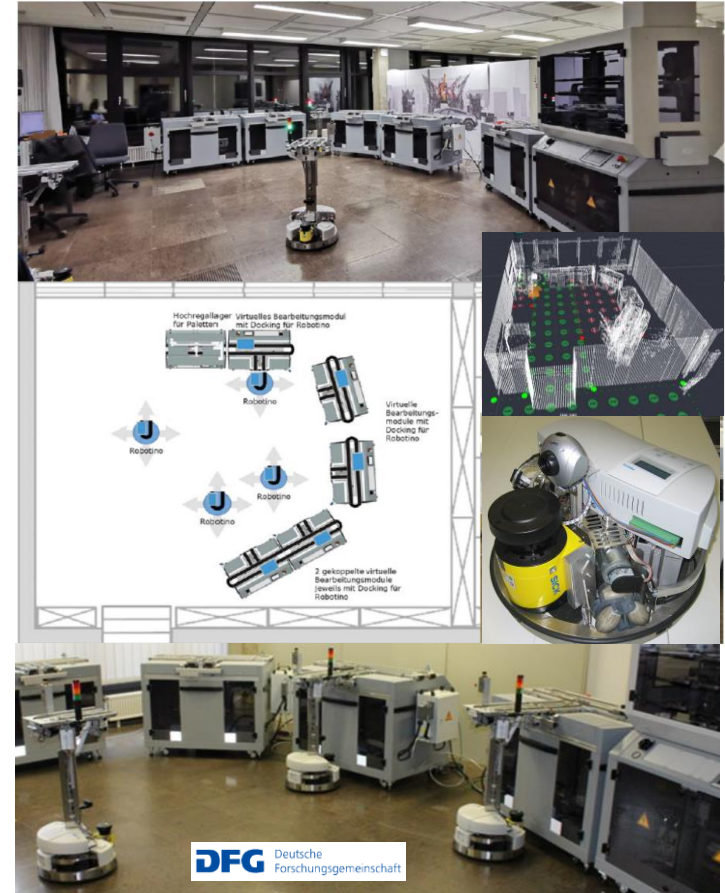 Hochregallager
für Paletten
Virtuelles Bearbeitungsmodul
mit Docking für Robotino
Robotino
Virtuelle
Bearbeitungs-
module mit
Docking für
Robotino
Robotino
Robotino
Robotino
2 gekoppelte virtuelle
Bearbeitungsmodule
jeweils mit Docking für
Robotino
SICK
DFG Deutsche
Forschungsgemeinschaft